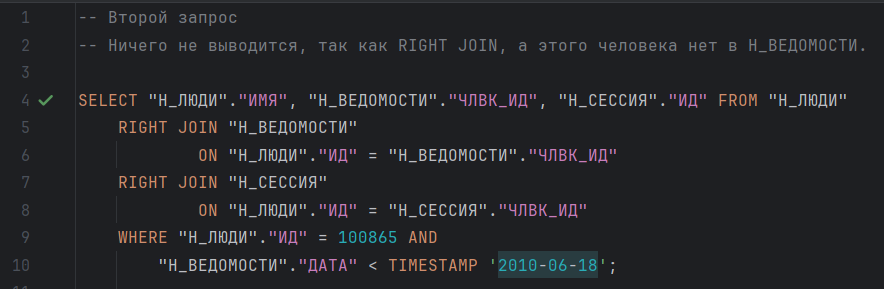 1 -- Второй запрос
2 -- Ничего не выводится, так как RIGHT JOIN, а этого человека нет в Н_ВЕДОМОСТИ.
3
4 SELECT "Н_ЛЮДИ"."ИМЯ", "Н_ВЕДОМОСТИ"."ЧЛВК_ИД", "Н_СЕССИЯ"."ИД" FROM "Н_ЛЮДИ"
5 RIGHT JOIN "Н_ВЕДОМОСТИ"
6 ON "Н_ЛЮДИ"."ИД" = "Н_ВЕДОМОСТИ"."ЧЛВК_ИД"
7 RIGHT JOIN "Н_СЕССИЯ"
8 ON "Н_ЛЮДИ"."ИД" = "Н_СЕССИЯ"."ЧЛВК_ИД"
9 WHERE "Н_ЛЮДИ"."ИД" = 100865 AND
10 "Н_ВЕДОМОСТИ"."ДАТА" < TIMESTAMP '2010-06-18';